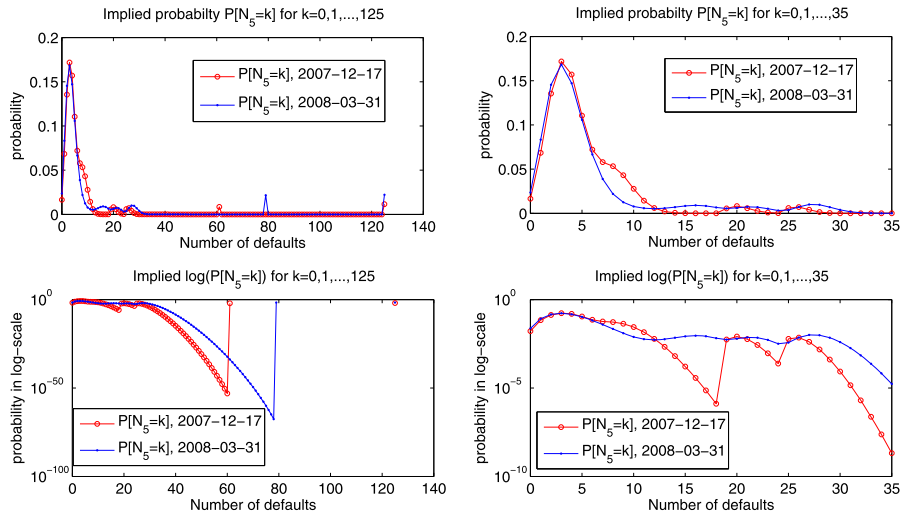 Implied probabilty P[N5=k] for k=0,1,...,125
0.2
0.15
0.1
0.05
0
probability
P[N5=k], 2007−12−17
P[N5=k], 2008−03−31
0 20 40 60 80 100 120 140
Number of defaults
Implied probabilty P[N5=k] for k=0,1,...,35
0.2
0.15
0.1
0.05
0
probability
P[N5=k], 2007−12−17
P[N5=k], 2008−03−31
0 5 10 15 20 25 30 35
Number of defaults
Implied log(P[N5=k]) for k=0,1,...,125
10^0
10^−50
10^−100
probability in log−scale
P[N5=k], 2007−12−17
P[N5=k], 2008−03−31
0 20 40 60 80 100 120 140
Number of defaults
Implied log(P[N5=k]) for k=0,1,...,35
10^0
10^−5
10^−10
probability in log−scale
P[N5=k], 2007−12−17
P[N5=k], 2008−03−31
0 5 10 15 20 25 30 35
Number of defaults